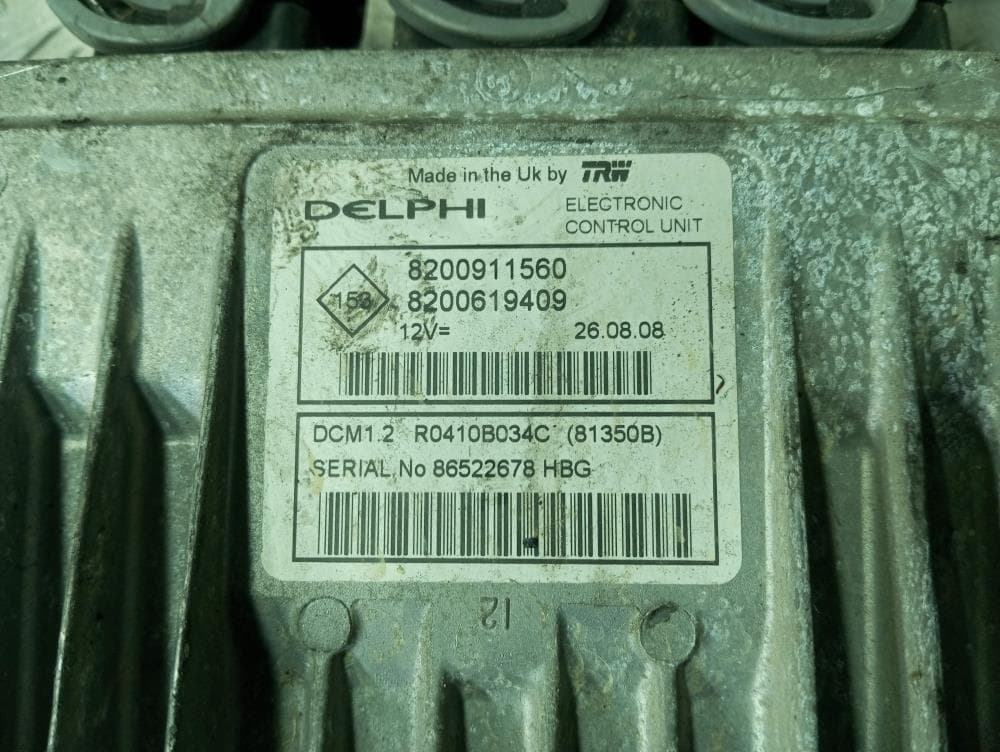 Made in the Uk by TRW
DELPHI ELECTRONIC
CONTROL UNIT
8200911560
153 8200619409
12V= 26.08.08
DCM1.2 R0410B034C (81350B)
SERIAL No 86522678 HBG
12